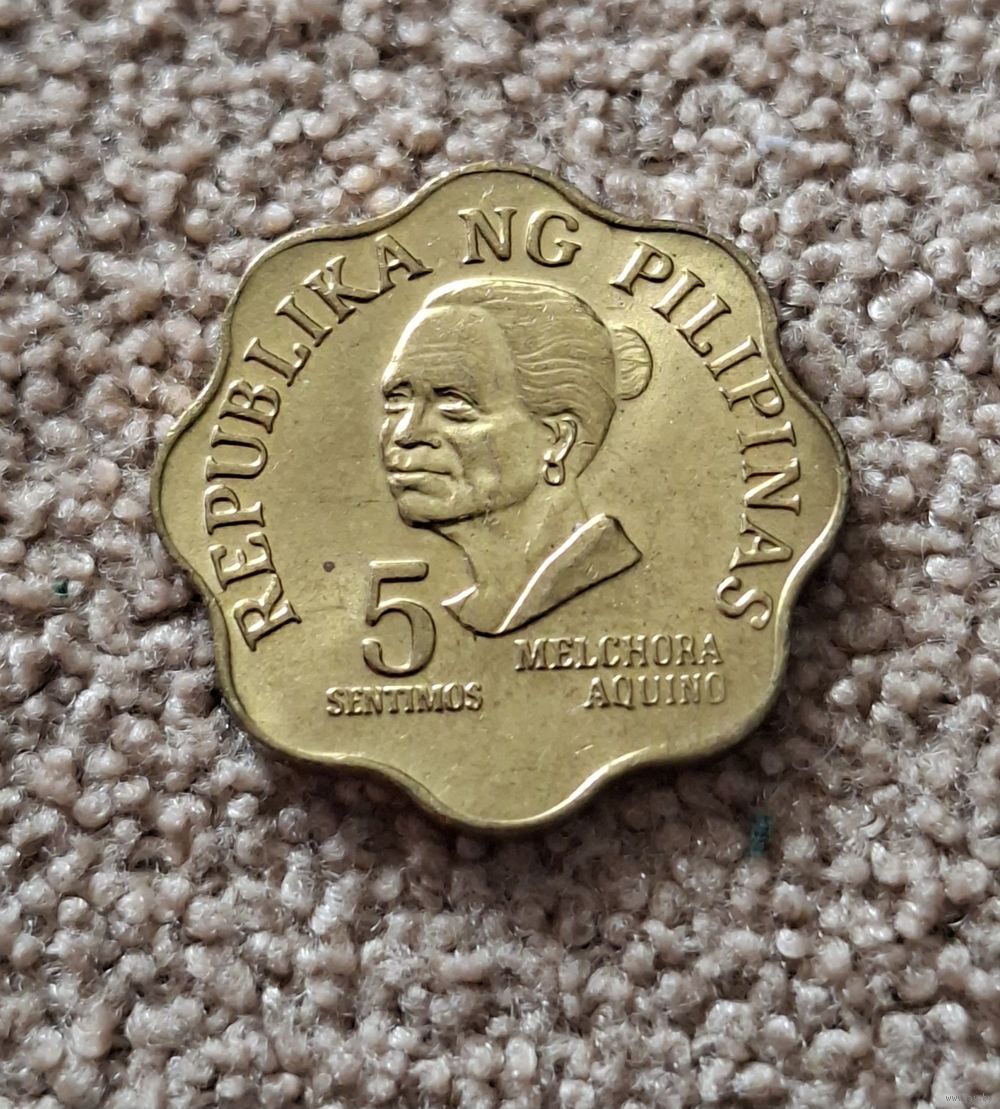 REPUBLIKA NG PILIPINAS
5
SENTIMOS
MELCHORA
AQUINO